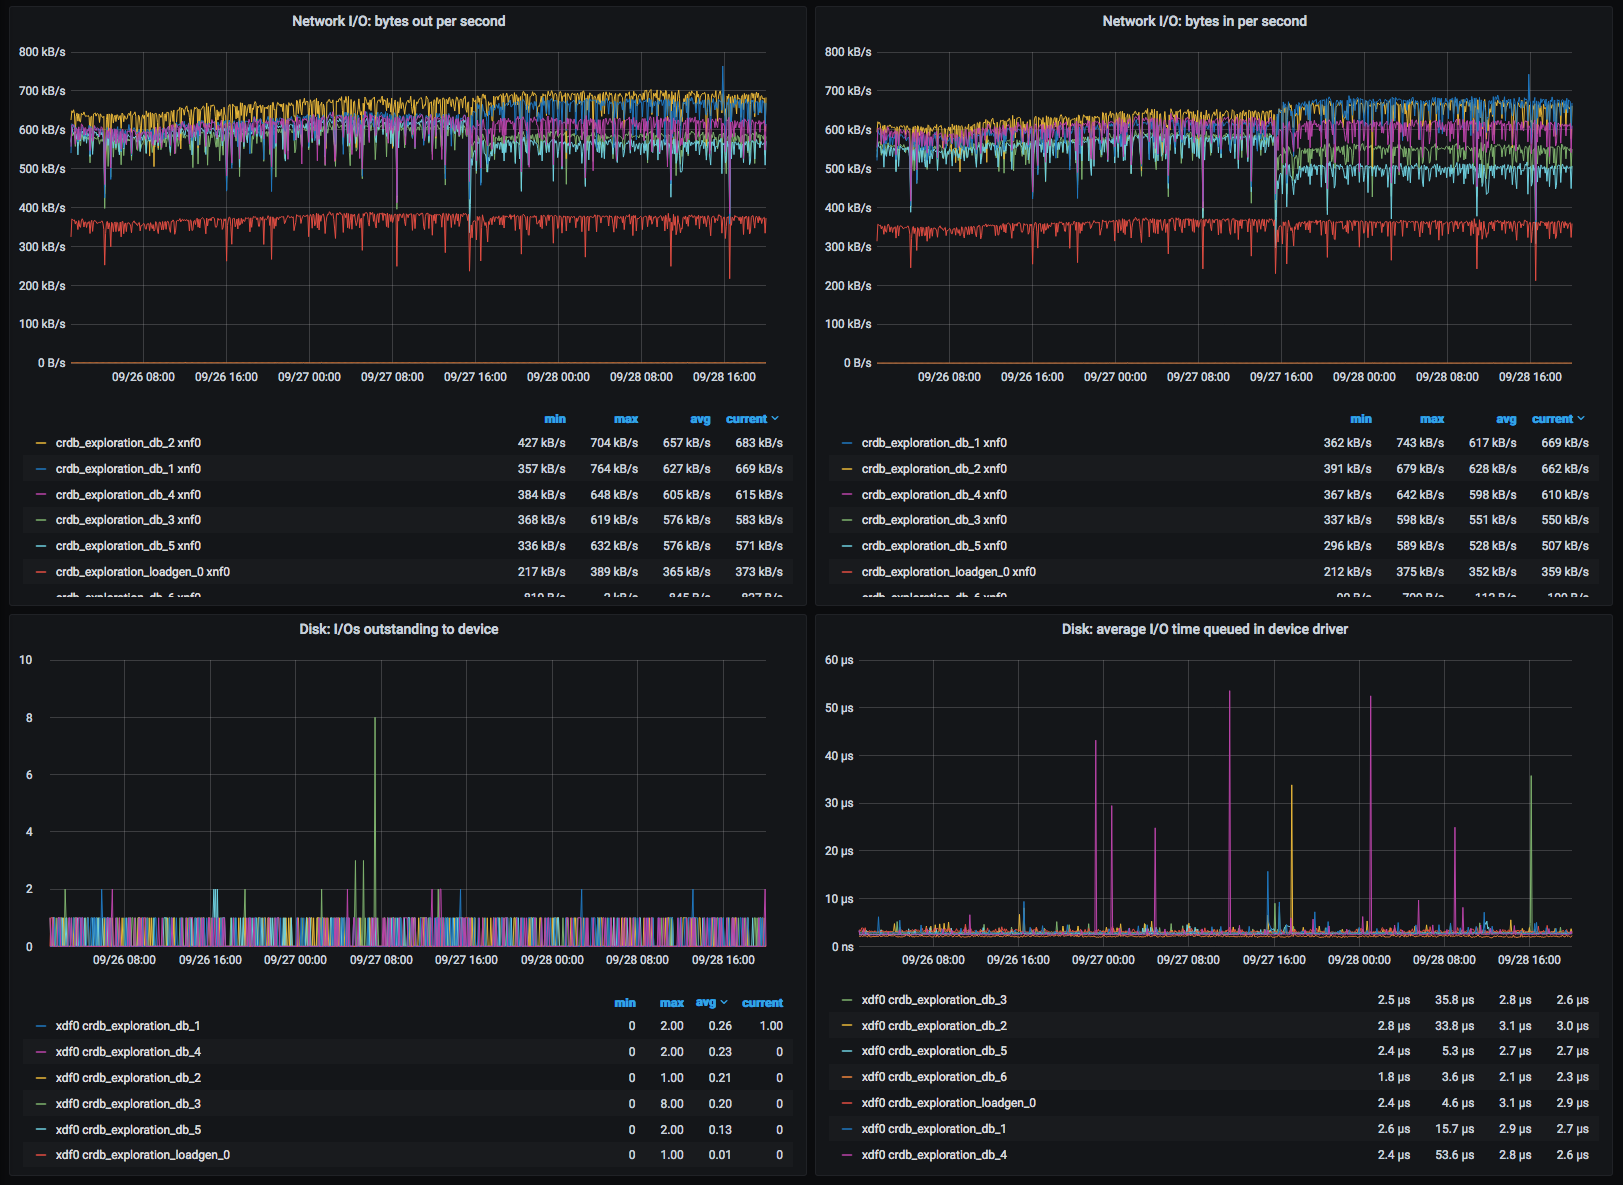 Network I/O: bytes out per second
800 kB/s
700 kB/s
600 kB/s
500 kB/s
400 kB/s
300 kB/s
200 kB/s
100 kB/s
0 B/s
09/26 08:00 09/26 16:00 09/27 00:00 09/27 08:00 09/27 16:00 09/28 00:00 09/28 08:00 09/28 16:00
min max avg current
crdb_exploration_db_2 xnf0 427 kB/s 704 kB/s 657 kB/s 683 kB/s
crdb_exploration_db_1 xnf0 357 kB/s 764 kB/s 627 kB/s 669 kB/s
crdb_exploration_db_4 xnf0 384 kB/s 648 kB/s 605 kB/s 615 kB/s
crdb_exploration_db_3 xnf0 368 kB/s 619 kB/s 576 kB/s 583 kB/s
crdb_exploration_db_5 xnf0 336 kB/s 632 kB/s 576 kB/s 571 kB/s
crdb_exploration_loadgen_0 xnf0 217 kB/s 389 kB/s 365 kB/s 373 kB/s
crdb_exploration_db_6 xnf0
Network I/O: bytes in per second
800 kB/s
700 kB/s
600 kB/s
500 kB/s
400 kB/s
300 kB/s
200 kB/s
100 kB/s
0 B/s
09/26 08:00 09/26 16:00 09/27 00:00 09/27 08:00 09/27 16:00 09/28 00:00 09/28 08:00 09/28 16:00
min max avg current
crdb_exploration_db_1 xnf0 362 kB/s 743 kB/s 617 kB/s 669 kB/s
crdb_exploration_db_2 xnf0 391 kB/s 679 kB/s 628 kB/s 662 kB/s
crdb_exploration_db_4 xnf0 367 kB/s 642 kB/s 598 kB/s 610 kB/s
crdb_exploration_db_3 xnf0 337 kB/s 598 kB/s 551 kB/s 550 kB/s
crdb_exploration_db_5 xnf0 296 kB/s 589 kB/s 528 kB/s 507 kB/s
crdb_exploration_loadgen_0 xnf0 212 kB/s 375 kB/s 352 kB/s 359 kB/s
crdb_exploration_db_6 xnf0
Disk: I/Os outstanding to device
10
8
6
4
2
0
09/26 08:00 09/26 16:00 09/27 00:00 09/27 08:00 09/27 16:00 09/28 00:00 09/28 08:00 09/28 16:00
min max avg current
xdf0 crdb_exploration_db_1 0 2.00 0.26 1.00
xdf0 crdb_exploration_db_4 0 2.00 0.23 0
xdf0 crdb_exploration_db_2 0 1.00 0.21 0
xdf0 crdb_exploration_db_3 0 8.00 0.20 0
xdf0 crdb_exploration_db_5 0 2.00 0.13 0
xdf0 crdb_exploration_loadgen_0 0 1.00 0.01 0
Disk: average I/O time queued in device driver
60 µs
50 µs
40 µs
30 µs
20 µs
10 µs
0 ns
09/26 08:00 09/26 16:00 09/27 00:00 09/27 08:00 09/27 16:00 09/28 00:00 09/28 08:00 09/28 16:00
xdf0 crdb_exploration_db_3 2.5 µs 35.8 µs 2.8 µs 2.6 µs
xdf0 crdb_exploration_db_2 2.8 µs 33.8 µs 3.1 µs 3.0 µs
xdf0 crdb_exploration_db_5 2.4 µs 5.3 µs 2.7 µs 2.7 µs
xdf0 crdb_exploration_db_6 1.8 µs 3.6 µs 2.1 µs 2.3 µs
xdf0 crdb_exploration_loadgen_0 2.4 µs 4.6 µs 3.1 µs 2.9 µs
xdf0 crdb_exploration_db_1 2.6 µs 15.7 µs 2.9 µs 2.7 µs
xdf0 crdb_exploration_db_4 2.4 µs 53.6 µs 2.8 µs 2.6 µs